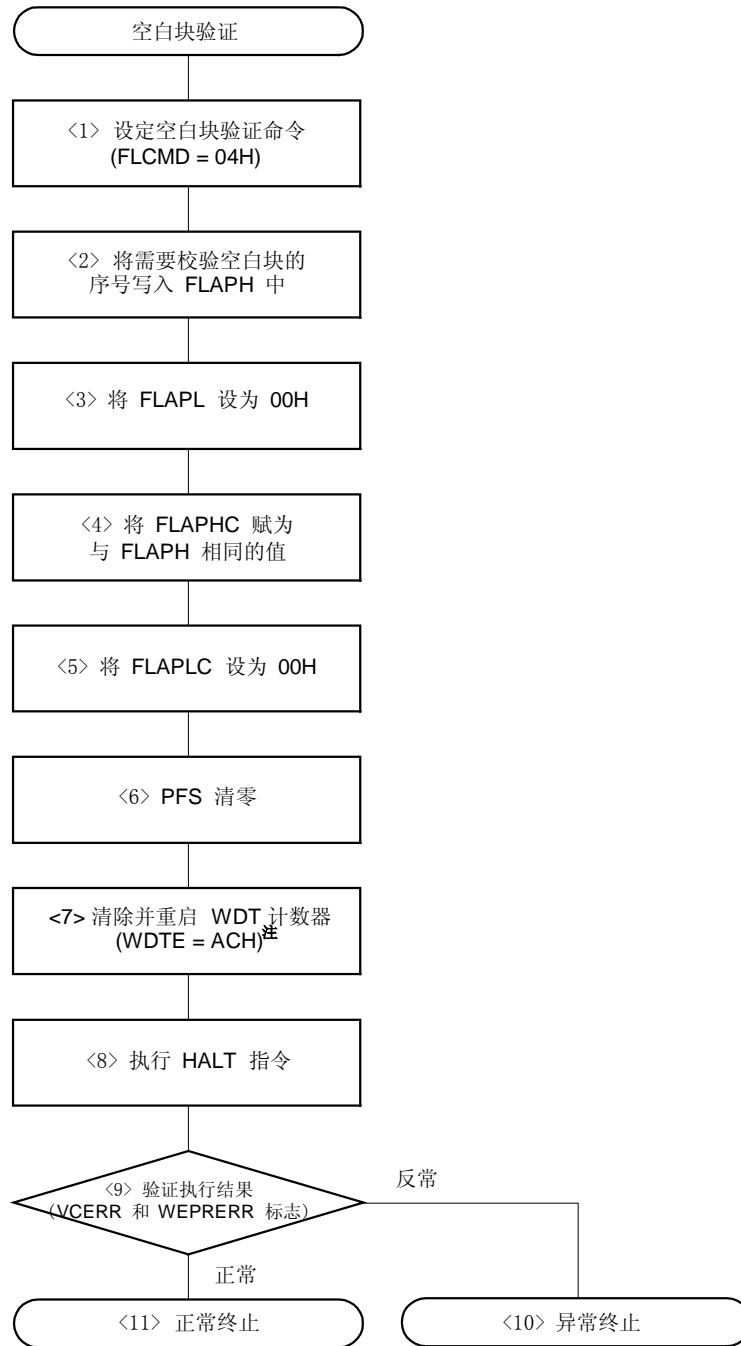 空白块验证
<1> 设定空白块验证命令
(FLCMD = 04H)
<2> 将需要校验空白块的
序号写入 FLAPH 中
<3> 将 FLAPL 设为 00H
<4> 将 FLAPHC 赋为
与 FLAPH 相同的值
<5> 将 FLAPLC 设为 00H
<6> PFS 清零
<7> 清除并重启 WDT 计数器
(WDTE = ACH)注
<8> 执行 HALT 指令
<9> 验证执行结果
(VCERR 和 WEPRERR 标志)
反常
正常
<11> 正常终止
<10> 异常终止